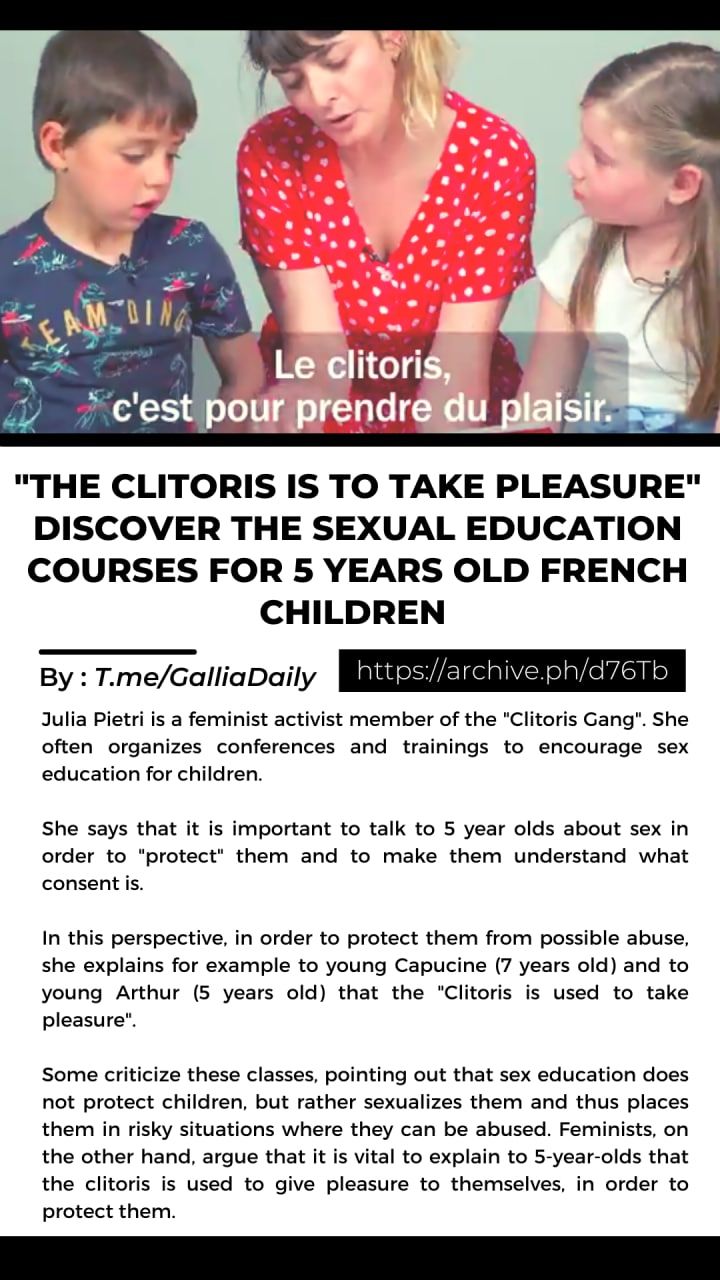 TEAM DINO
Le clitoris,
c'est pour prendre du plaisir.
"THE CLITORIS IS TO TAKE PLEASURE"
DISCOVER THE SEXUAL EDUCATION
COURSES FOR 5 YEARS OLD FRENCH
CHILDREN
By : T.me/GalliaDaily
https://archive.ph/d76Tb
Julia Pietri is a feminist activist member of the "Clitoris Gang". She
often organizes conferences and trainings to encourage sex
education for children.
She says that it is important to talk to 5 year olds about sex in
order to "protect" them and to make them understand what
consent is.
In this perspective, in order to protect them from possible abuse,
she explains for example to young Capucine (7 years old) and to
young Arthur (5 years old) that the "Clitoris is used to take
pleasure".
Some criticize these classes, pointing out that sex education does
not protect children, but rather sexualizes them and thus places
them in risky situations where they can be abused. Feminists, on
the other hand, argue that it is vital to explain to 5-year-olds that
the clitoris is used to give pleasure to themselves, in order to
protect them.